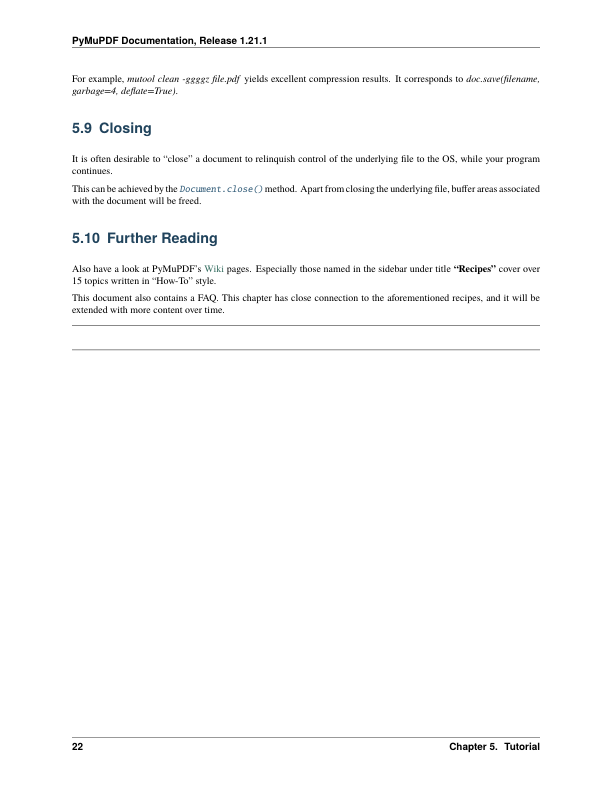 PyMuPDF Documentation, Release 1.21.1
For example, mutool clean -ggggz file.pdf yields excellent compression results. It corresponds to doc.save(filename,
garbage=4, deflate=True).
5.9 Closing
It is often desirable to “close” a document to relinquish control of the underlying file to the OS, while your program
continues.
This can be achieved by the Document.close() method. Apart from closing the underlying file, buffer areas associated
with the document will be freed.
5.10 Further Reading
Also have a look at PyMuPDF’s Wiki pages. Especially those named in the sidebar under title “Recipes” cover over
15 topics written in “How-To” style.
This document also contains a FAQ. This chapter has close connection to the aforementioned recipes, and it will be
extended with more content over time.
22 Chapter 5. Tutorial